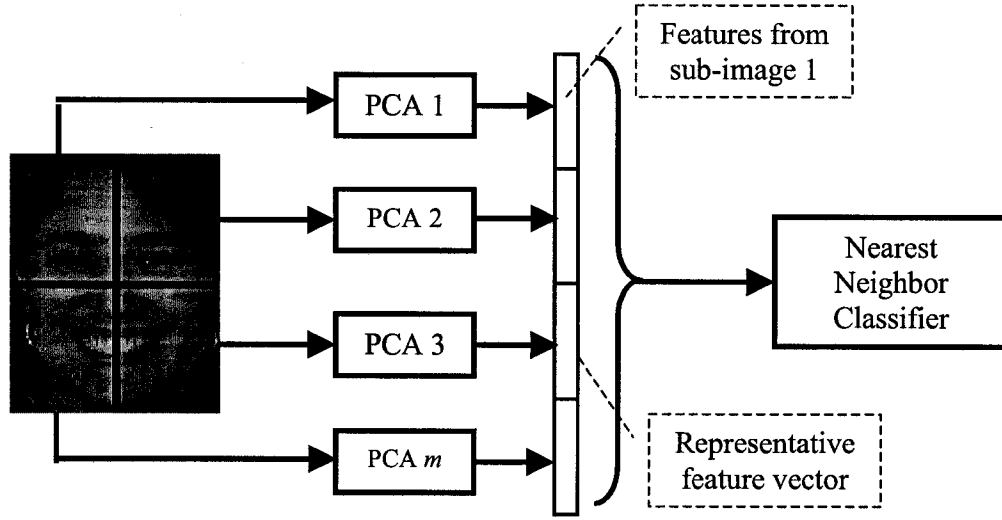 Features from
sub-image 1
PCA 1
PCA 2
PCA 3
PCA m
Nearest
Neighbor
Classifier
Representative
feature vector